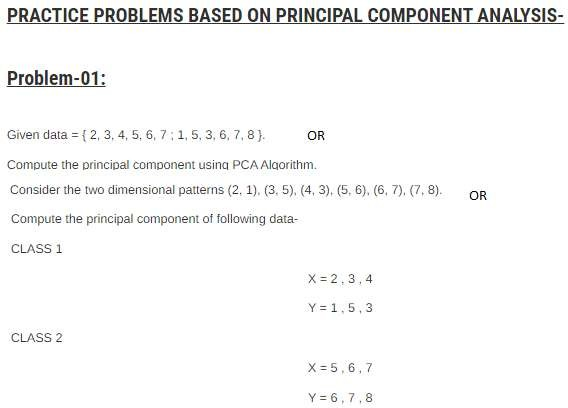 PRACTICE PROBLEMS BASED ON PRINCIPAL COMPONENT ANALYSIS-
Problem-01:
Given data = { 2, 3, 4, 5, 6, 7 ; 1, 5, 3, 6, 7, 8 }. OR
Compute the principal component using PCA Algorithm.
Consider the two dimensional patterns (2, 1), (3, 5), (4, 3), (5, 6), (6, 7), (7, 8). OR
Compute the principal component of following data-
CLASS 1
X = 2 , 3 , 4
Y = 1 , 5 , 3
CLASS 2
X = 5 , 6 , 7
Y = 6 , 7 , 8